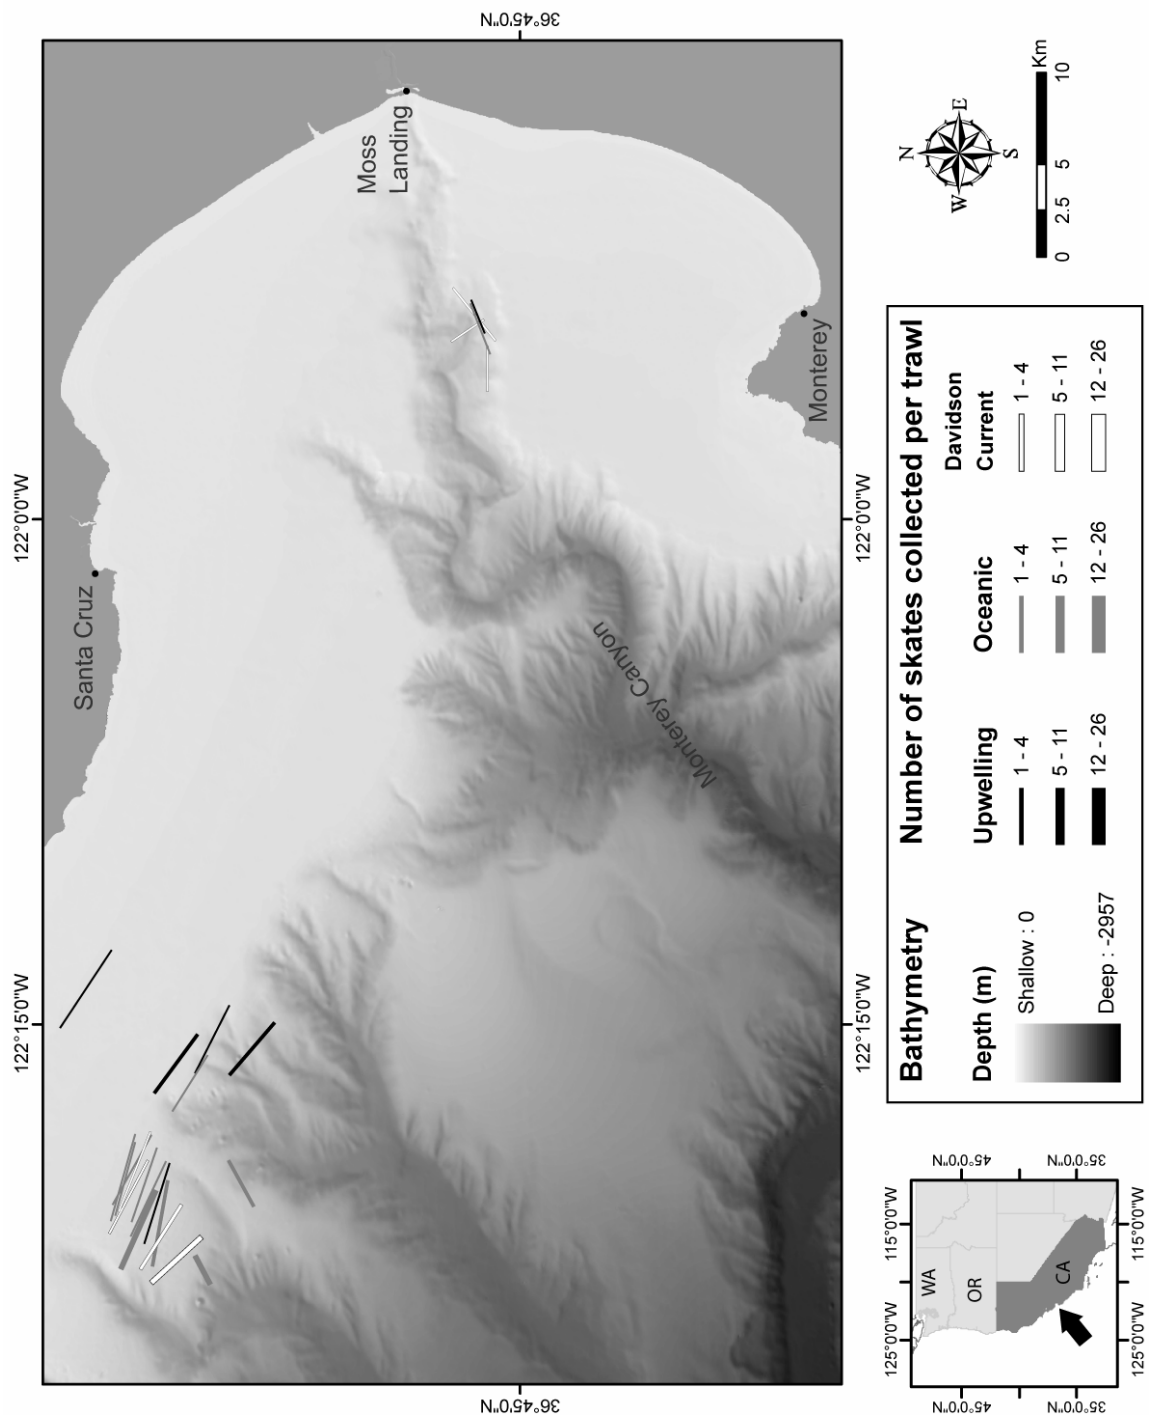 36°45'0"N
Moss
Landing
Santa Cruz
Monterey
Monterey Canyon
122°0'0"W
122°0'0"W
122°15'0"W
122°15'0"W
36°45'0"N
N
E
S
W
Km
0
2.5
5
10
Bathymetry
Depth (m)
Shallow : 0
Deep : -2957
Number of skates collected per trawl
Upwelling
1 - 4
5 - 11
12 - 26
Oceanic
1 - 4
5 - 11
12 - 26
Davidson
Current
1 - 4
5 - 11
12 - 26
WA
OR
CA
125°0'0"W
115°0'0"W
125°0'0"W
115°0'0"W
45°0'0"N
35°0'0"N
45°0'0"N
35°0'0"N